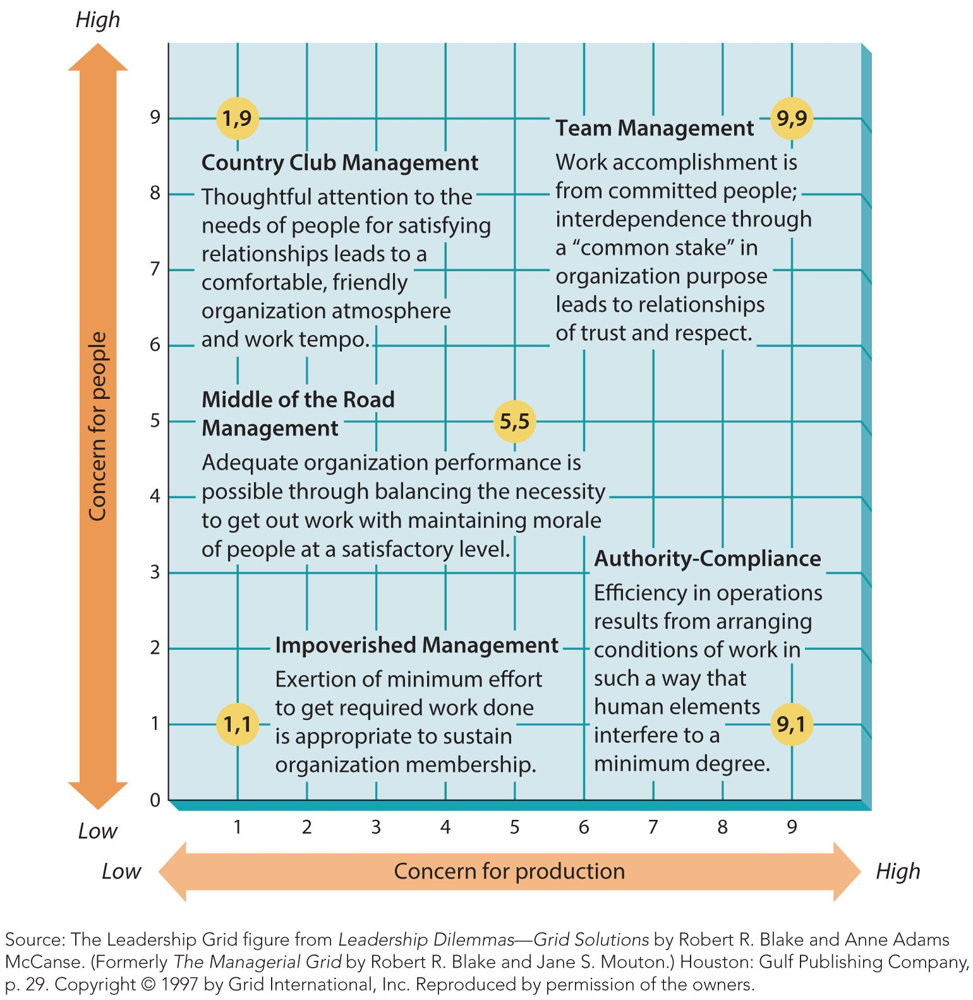 High
1,9
9,9
9
Team Management
Country Club Management
Work accomplishment is
from committed people;
interdependence through
a “common stake” in
organization purpose
leads to relationships
of trust and respect.
8
Thoughtful attention to the
needs of people for satisfying
relationships leads to a
comfortable, friendly
organization atmosphere
and work tempo.
7
6
Concern for people
Middle of the Road
Management
5
5,5
Adequate organization performance is
possible through balancing the necessity
to get out work with maintaining morale
of people at a satisfactory level.
4
3
Authority-Compliance
Efficiency in operations
results from arranging
conditions of work in
such a way that
human elements
interfere to a
minimum degree.
2
Impoverished Management
Exertion of minimum effort
to get required work done
is appropriate to sustain
organization membership.
1
1,1
9,1
0
Low
1 2 3 4 5 6 7 8 9
Low
Concern for production
High
Source: The Leadership Grid figure from Leadership Dilemmas—Grid Solutions by Robert R. Blake and Anne Adams
McCanse. (Formerly The Managerial Grid by Robert R. Blake and Jane S. Mouton.) Houston: Gulf Publishing Company,
p. 29. Copyright © 1997 by Grid International, Inc. Reproduced by permission of the owners.